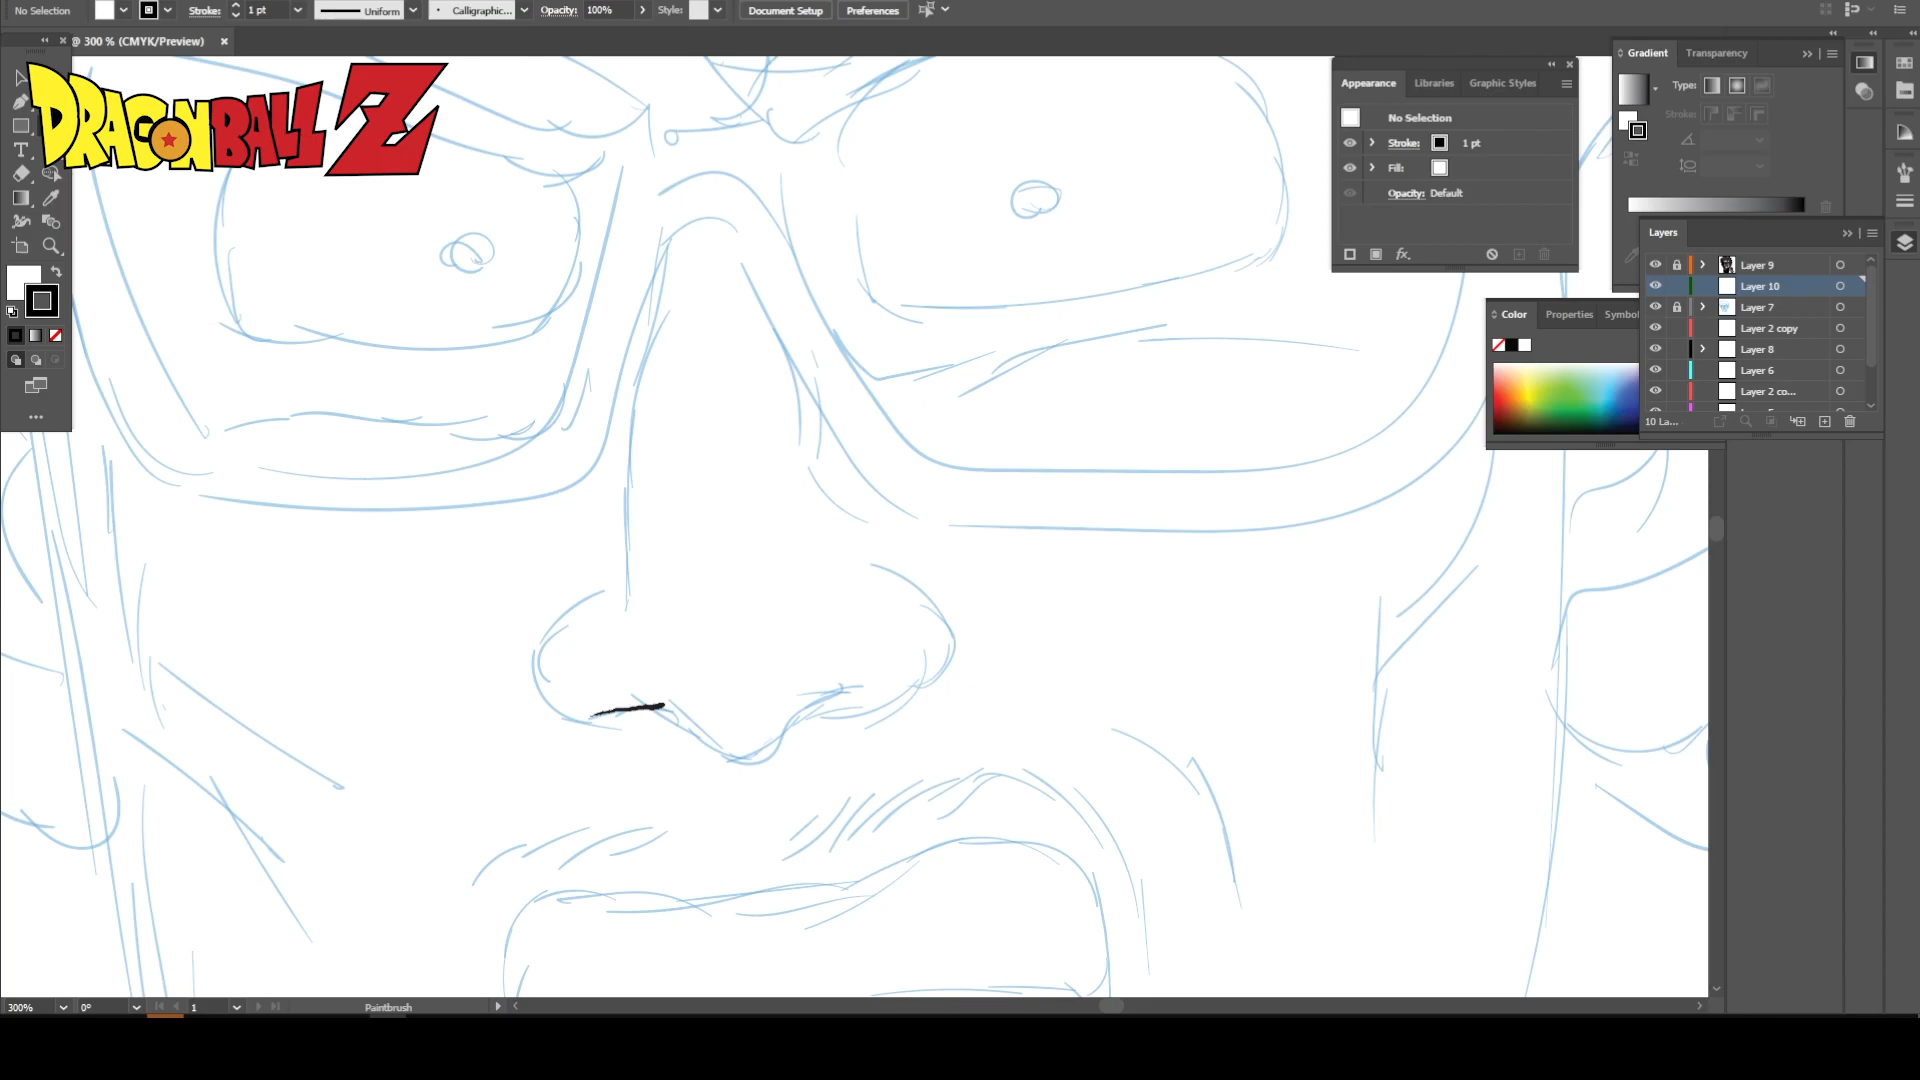 No Selection
Stroke:
1 pt
Uniform
Calligraphic...
Opacity:
100%
Style:
Document Setup
Preferences
@ 300 % (CMYK/Preview)
DRAGONBALL Z
Appearance
Libraries
Graphic Styles
No Selection
Stroke:
1 pt
Fill:
Opacity: Default
fx
Gradient
Transparency
Type:
Stroke:
Layers
Layer 9
Layer 10
Layer 7
Layer 2 copy
Layer 8
Layer 6
Layer 2 co...
10 La...
Color
Properties
Symbol
T
300%
0°
1
Paintbrush